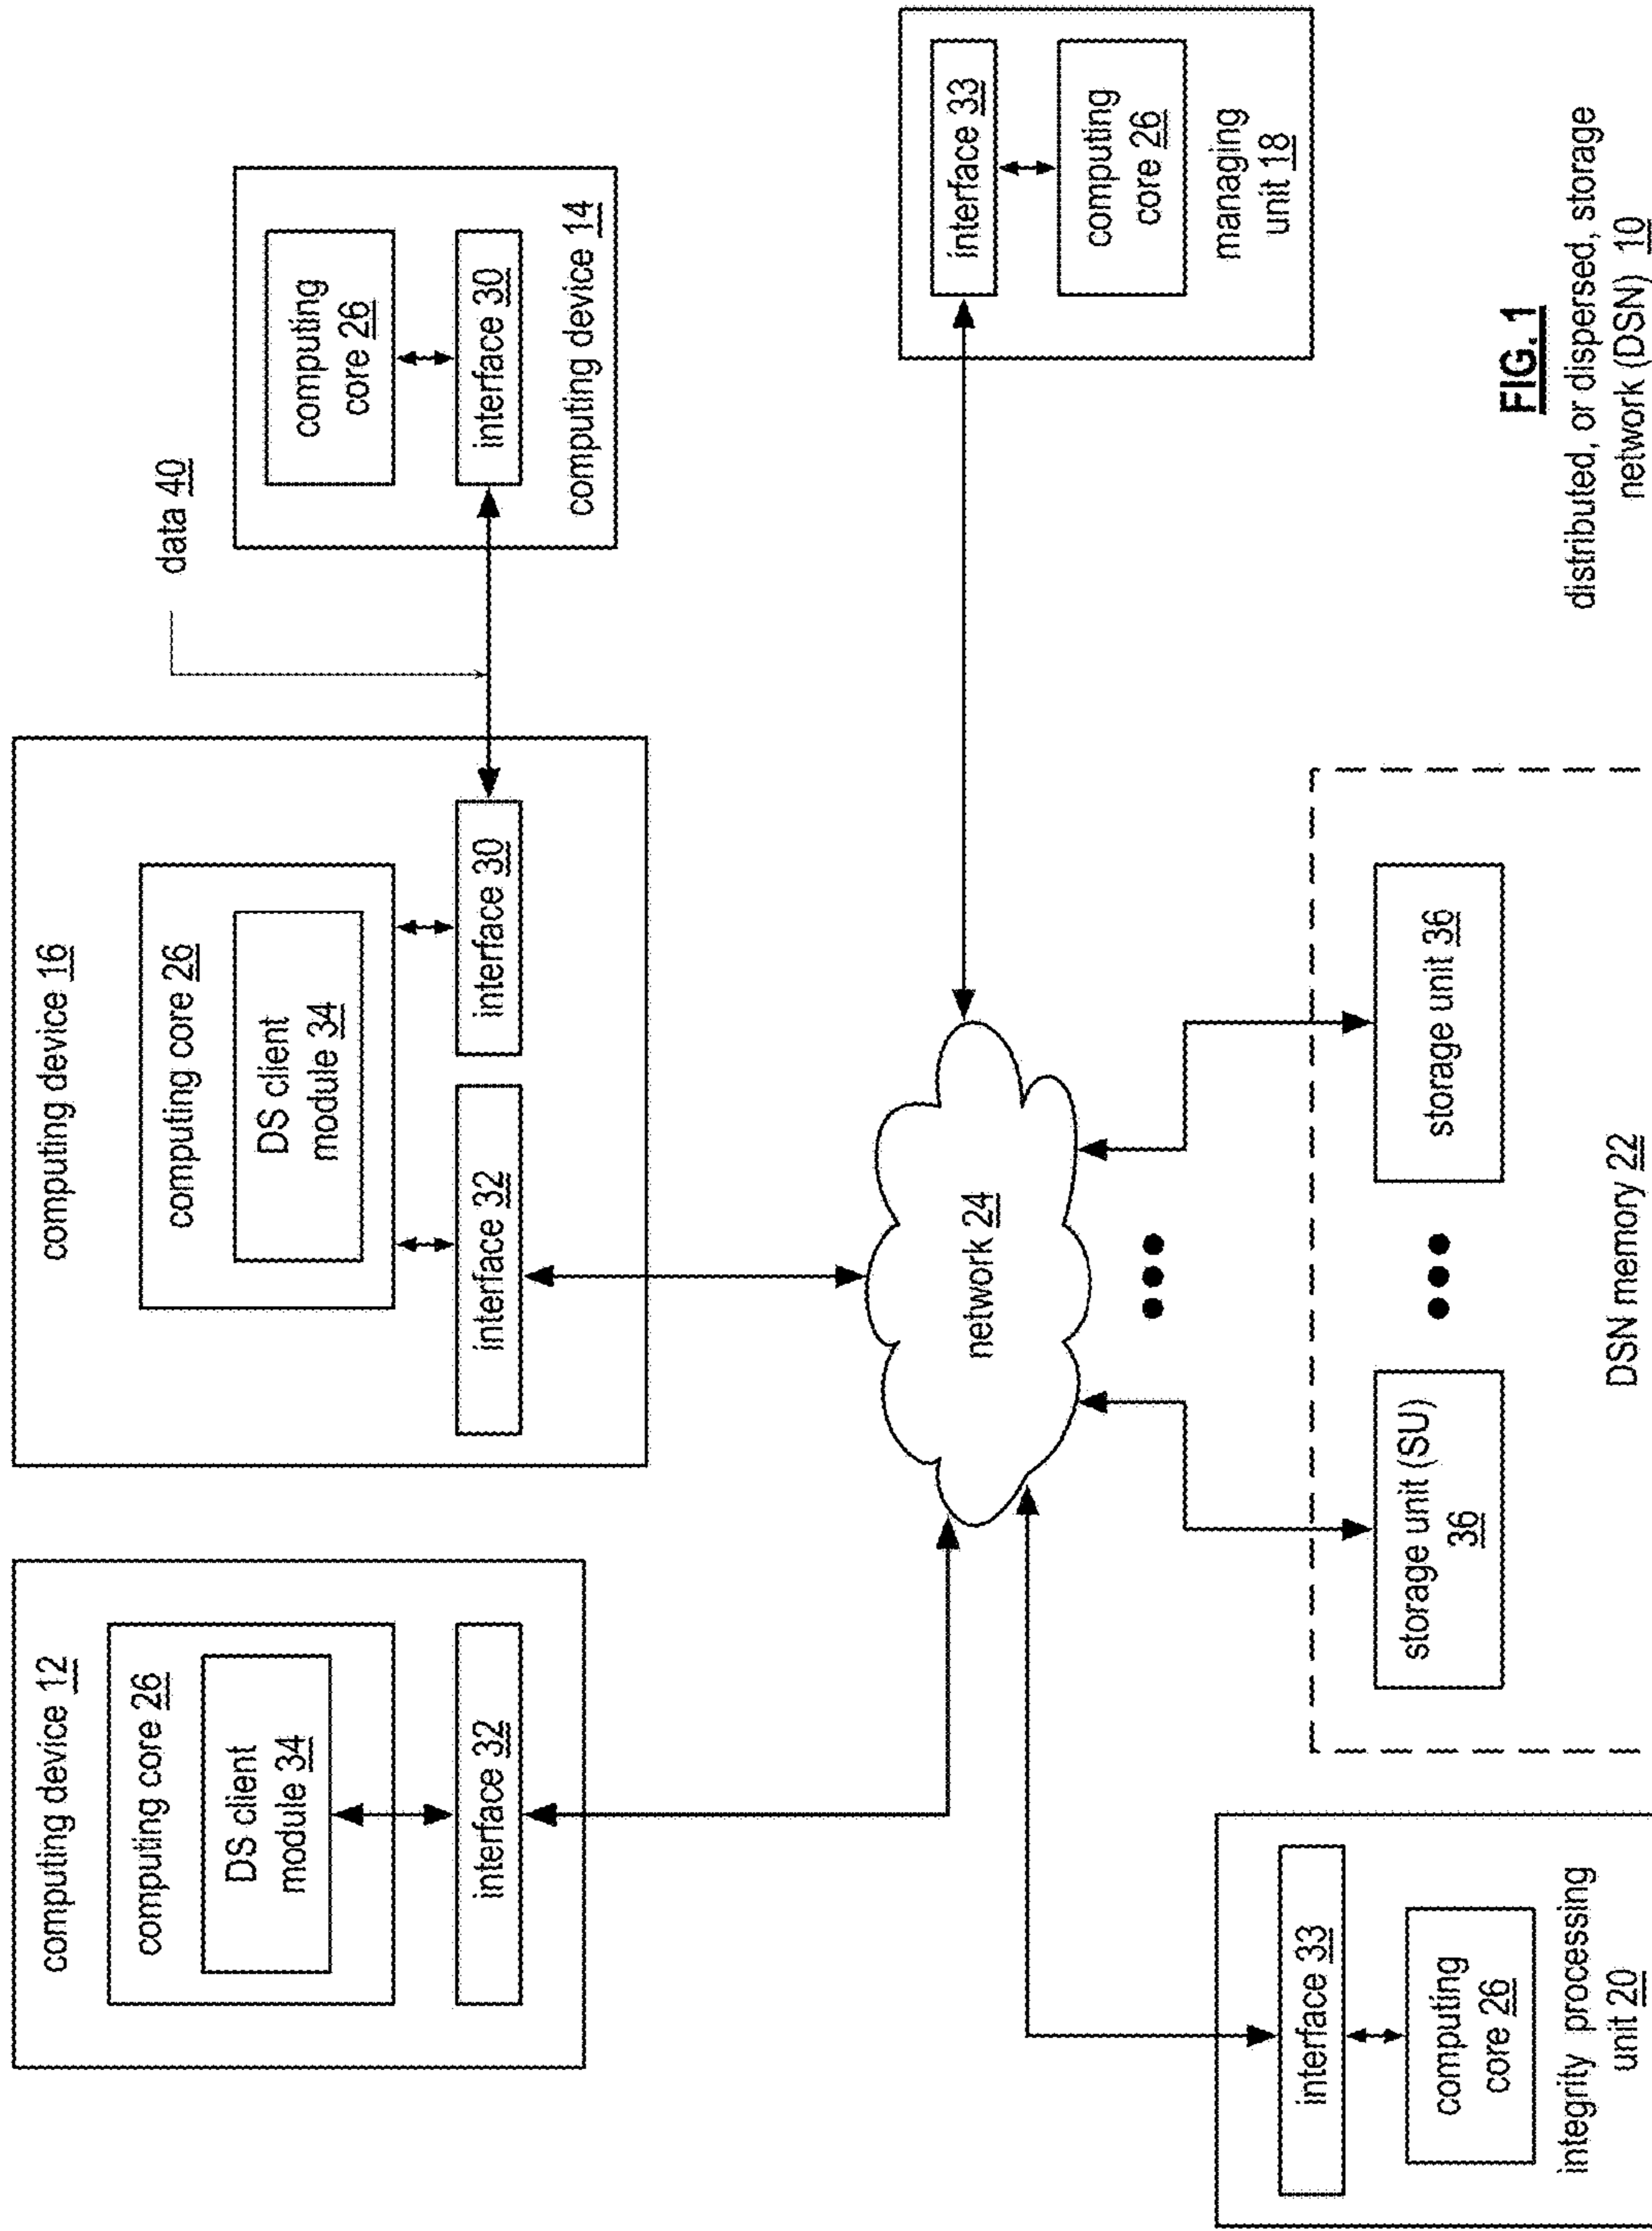 computing device 12
computing core 26
DS client
module 34
interface 32
computing device 16
computing core 26
DS client
module 34
interface 32
interface 30
data 40
computing
core 26
interface 30
computing device 14
network 24
interface 33
computing
core 26
managing
unit 18
interface 33
computing
core 26
integrity processing
unit 20
storage unit (SU)
36
storage unit 36
DSN memory 22
FIG. 1
distributed, or dispersed, storage
network (DSN) 10